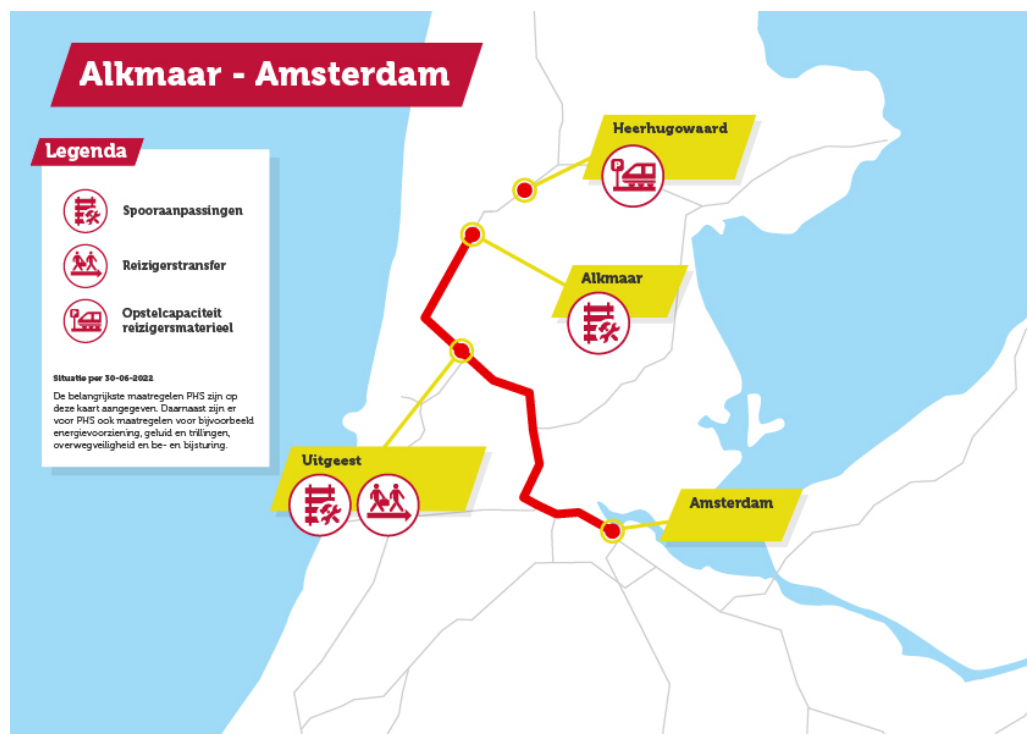 Alkmaar - Amsterdam
Legenda
Spooraanpassingen
Reizigerstransfer
P
Opstelcapaciteit
reizigersmaterieel
Situatie per 30-06-2022
De belangrijkste maatregelen PHS zijn op
deze kaart aangegeven. Daarnaast zijn er
voor PHS ook maatregelen voor bijvoorbeeld
energievoorziening, geluid en trillingen,
overwegveiligheid en be- en bijsturing.
Heerhugowaard
P
Alkmaar
Uitgeest
Amsterdam